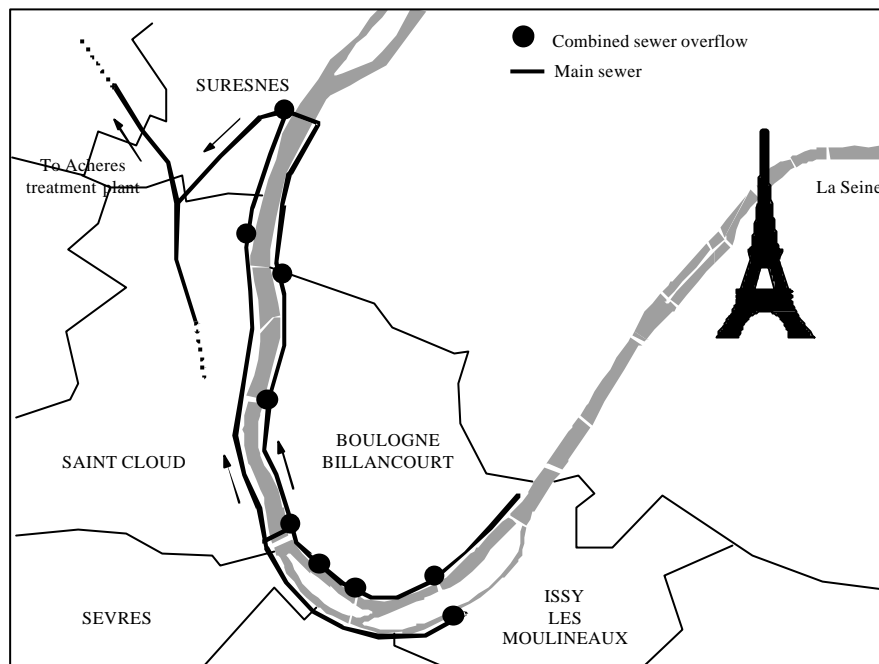 Combined sewer overflow
Main sewer
SURESNES
To Acheres
treatment plant
La Seine
BOULOGNE
BILLANCOURT
SAINT CLOUD
SEVRES
ISSY
LES
MOULINEAUX